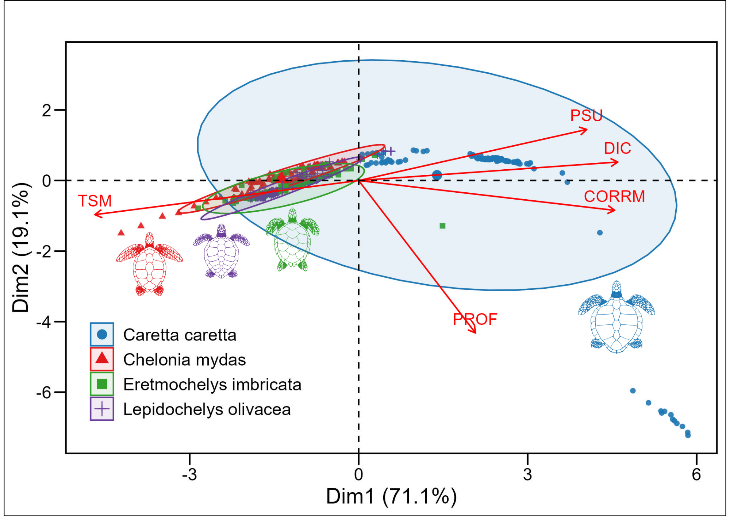 PSU
DIC
CORRM
TSM
PROF
2
0
-2
-4
-6
Dim2 (19.1%)
Caretta caretta
Chelonia mydas
Eretmochelys imbricata
Lepidochelys olivacea
-3
0
3
6
Dim1 (71.1%)